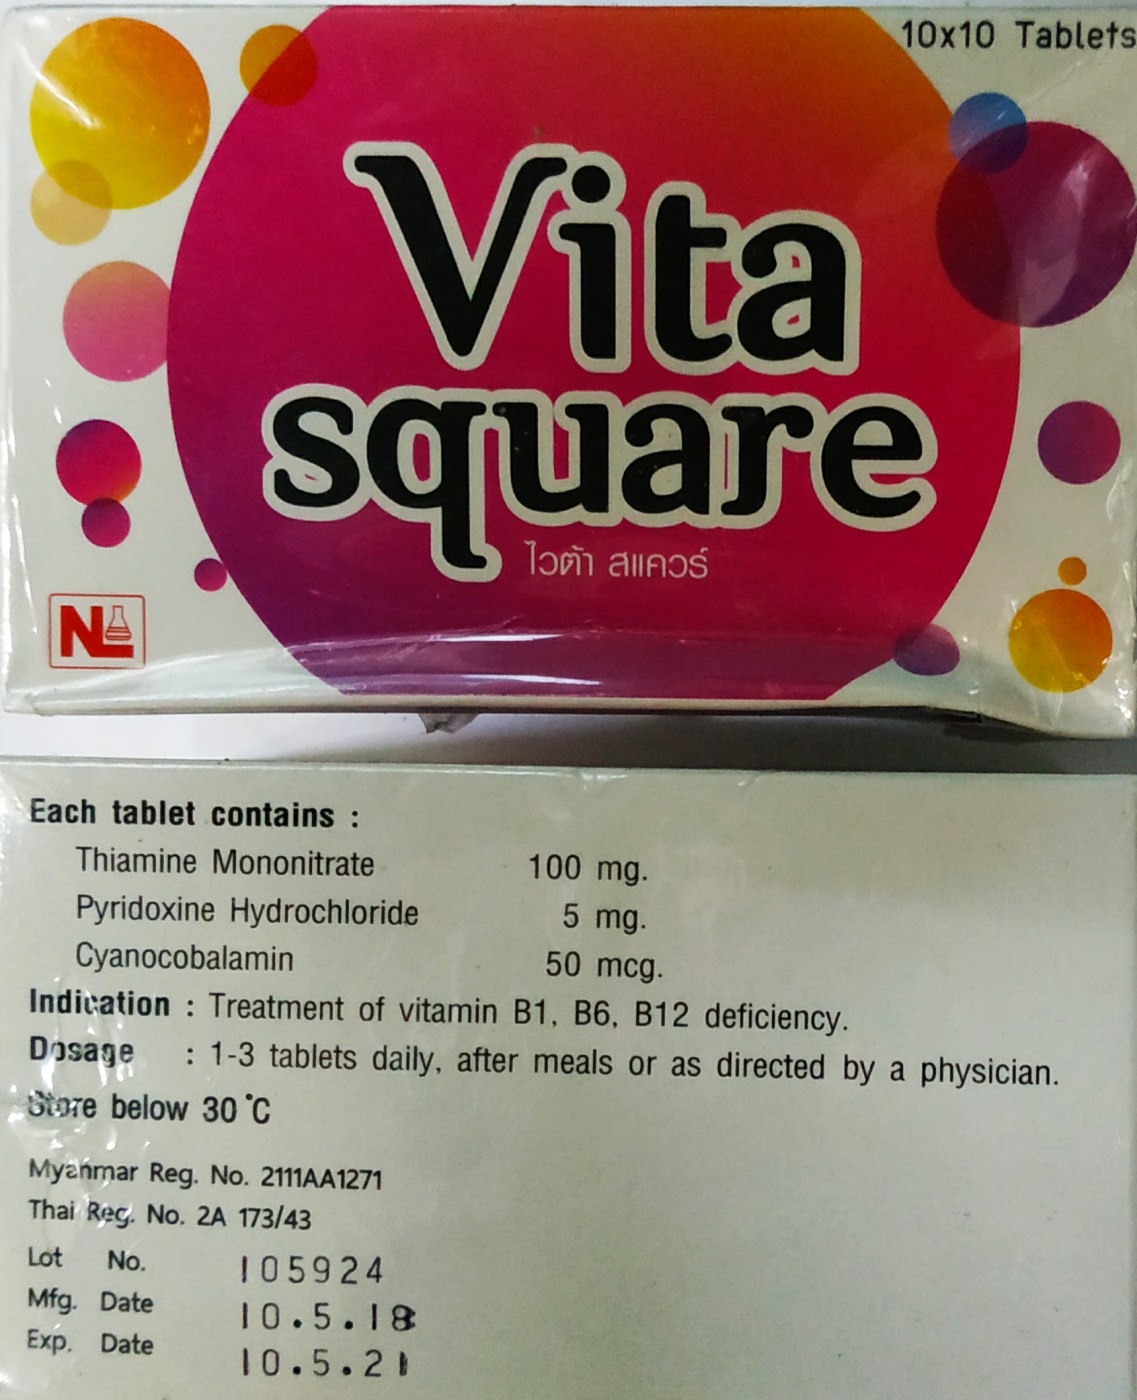 10x10 Tablets
Vita
square
ไวต้า สแควร์
NL
Each tablet contains :
Thiamine Mononitrate 100 mg.
Pyridoxine Hydrochloride 5 mg.
Cyanocobalamin 50 mcg.
Indication : Treatment of vitamin B1, B6, B12 deficiency.
Dosage : 1-3 tablets daily, after meals or as directed by a physician.
Store below 30 °C
Myanmar Reg. No. 2111AA1271
Thai Reg. No. 2A 173/43
Lot No. 105924
Mfg. Date 10.5.18
Exp. Date 10.5.21